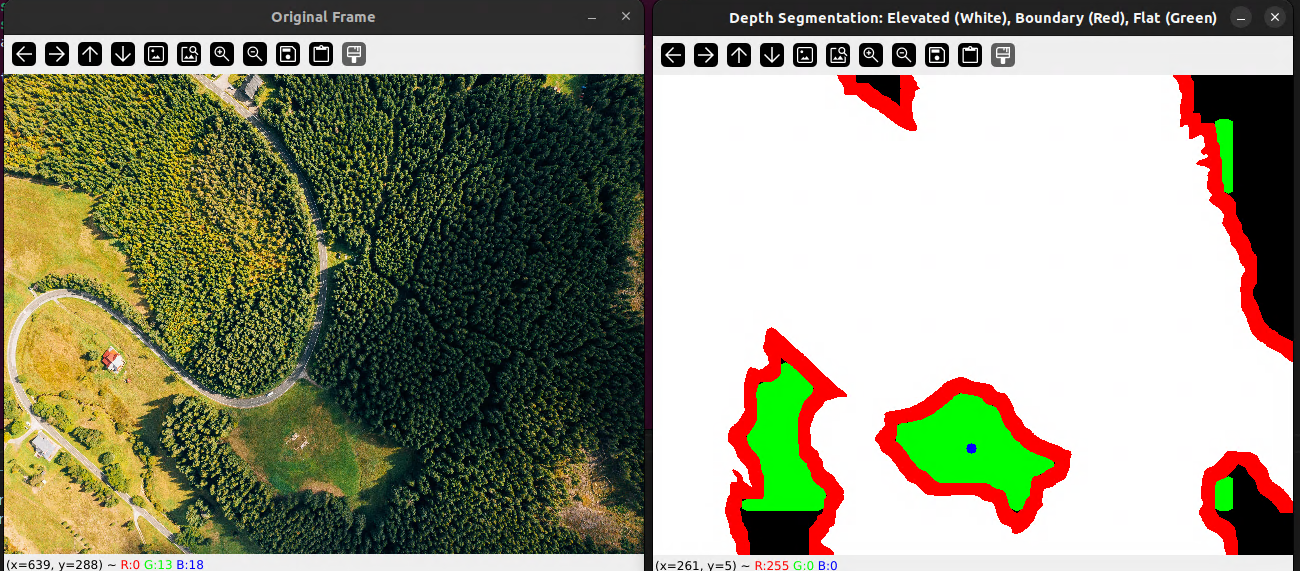 Original Frame
Depth Segmentation: Elevated (White), Boundary (Red), Flat (Green)
(x=639, y=288) ~ R:0 G:13 B:18
(x=261, y=5) ~ R:255 G:0 B:0